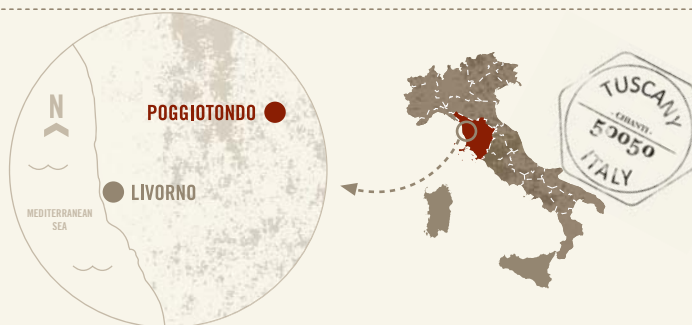 N
POGGIOTONDO
LIVORNO
MEDITERRANEAN
SEA
TUSCANY
· CHIANTI ·
50050
ITALY